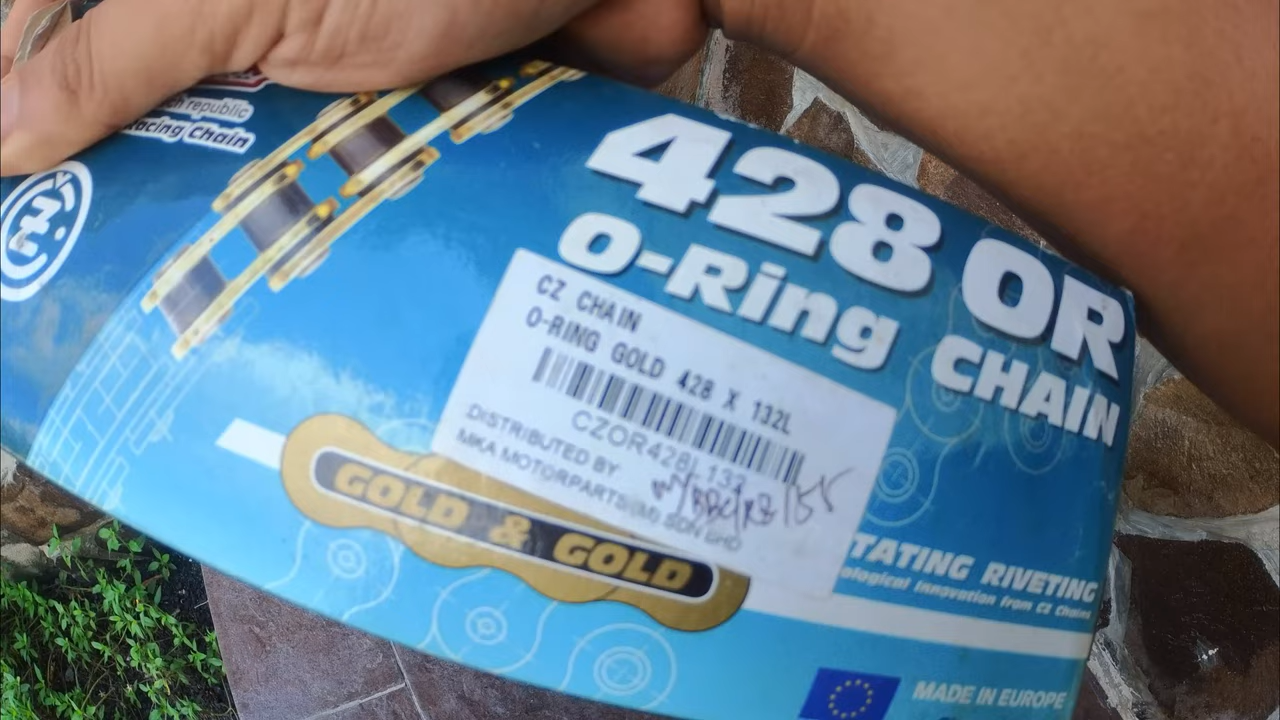 republic
Racing Chain
CZ
428 OR
O-Ring CHAIN
CZ CHAIN
O-RING GOLD 428 X 132L
CZOR428L132
DISTRIBUTED BY
MKA MOTORPARTS (M) SDN BHD
GOLD & GOLD
TATING RIVETING
ological innovation from CZ Chains
MADE IN EUROPE